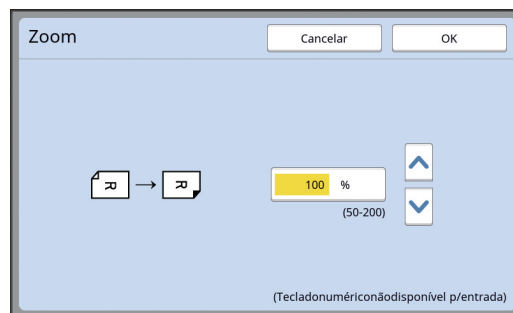 Zoom
Cancelar
OK
R → R
100 %
(50-200)
(Tecladonumériconãodisponível p/entrada)